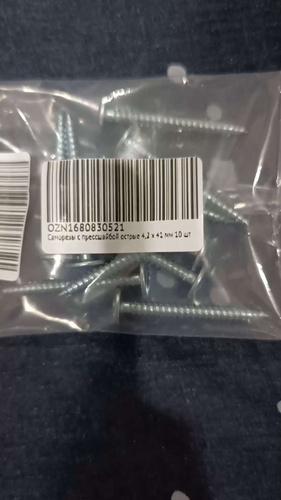 OZN1680830521
Саморезы с прессшайбой острые 4,2 x 41 мм 10 шт